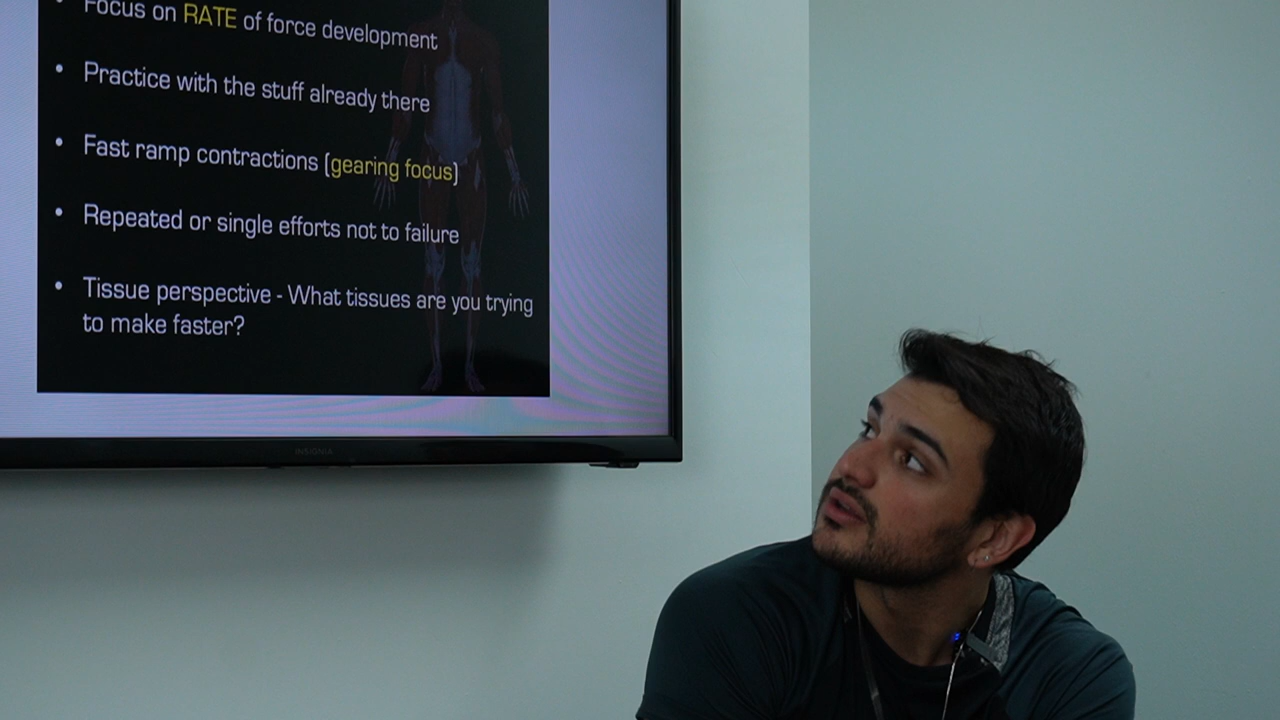 • Focus on RATE of force development
• Practice with the stuff already there
• Fast ramp contractions (gearing focus)
• Repeated or single efforts not to failure
• Tissue perspective - What tissues are you trying
to make faster?
INSIGNIA